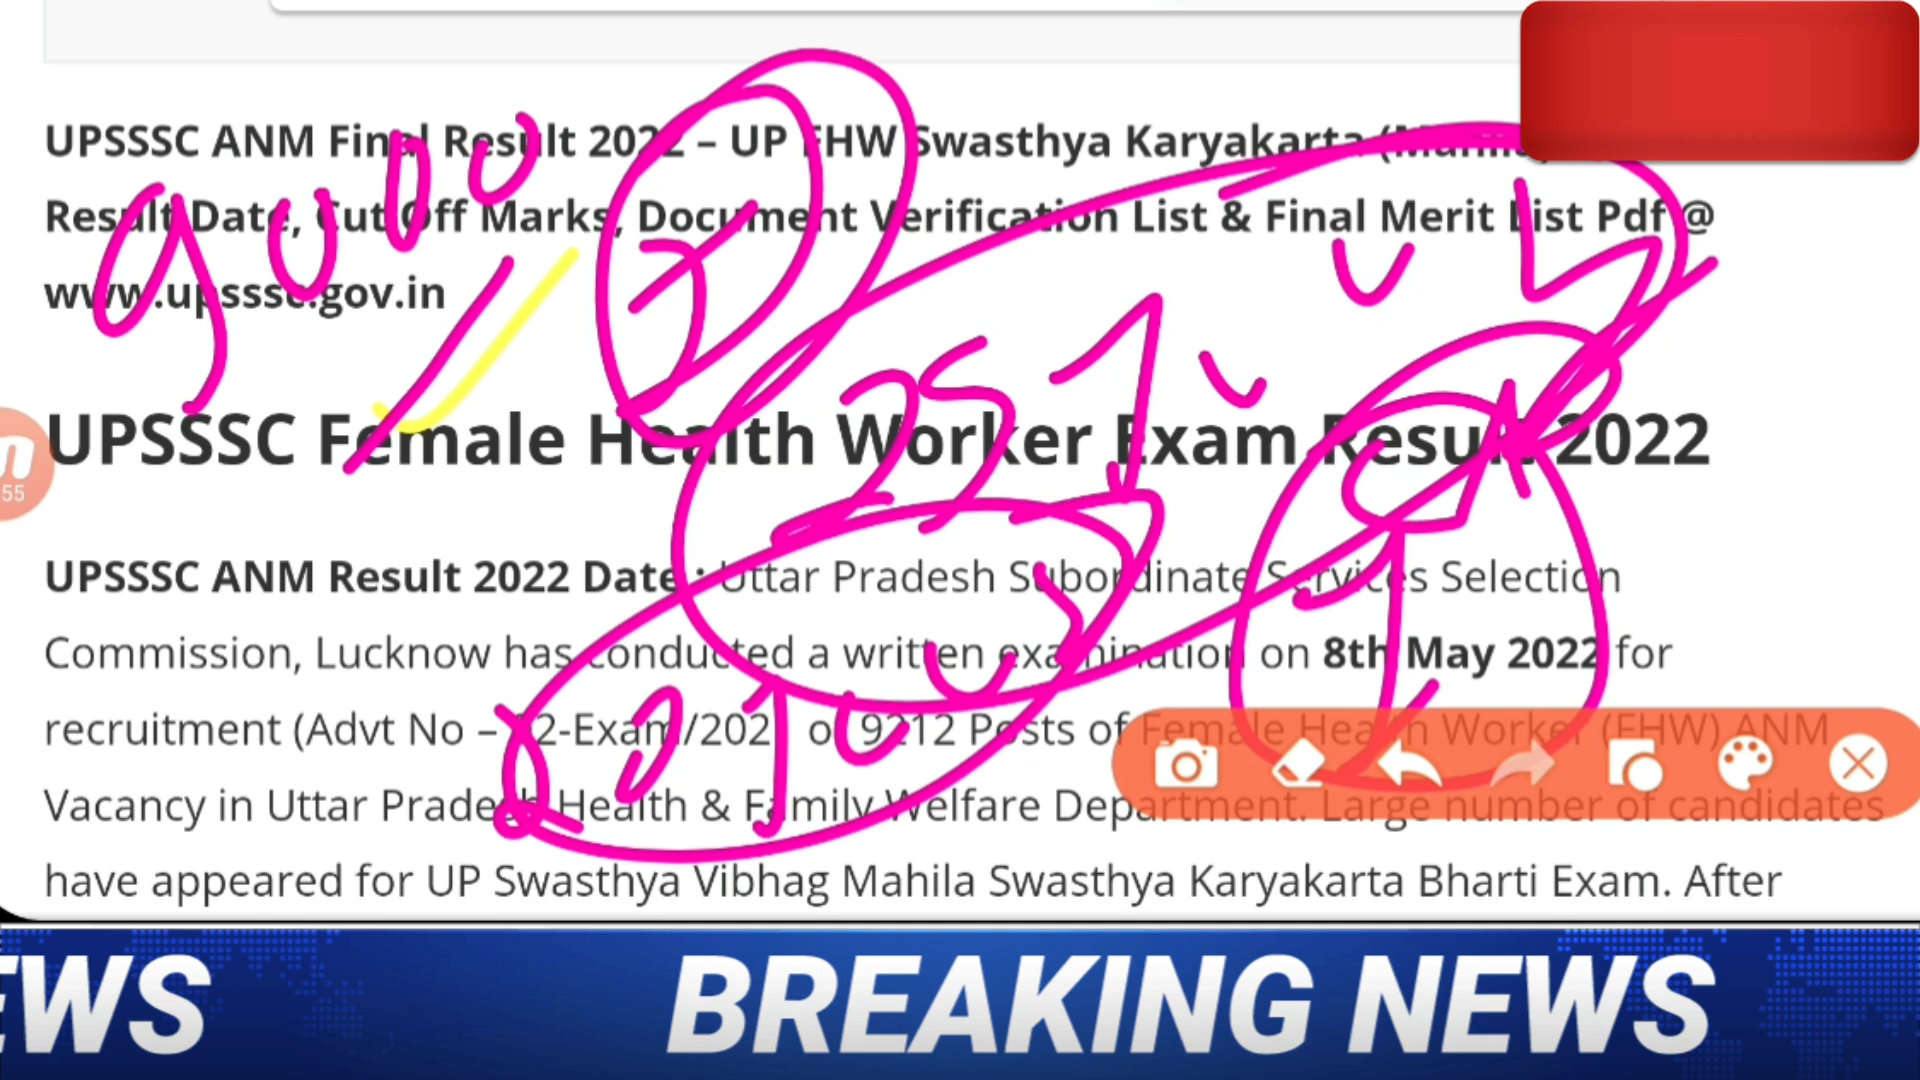 UPSSSC ANM Final Result 2022 – UP FHW Swasthya Karyakarta
Result Date, Cut Off Marks, Document Verification List & Final Merit List Pdf @
www.upsssc.gov.in
UPSSSC Female Health Worker Exam Result 2022
UPSSSC ANM Result 2022 Date : Uttar Pradesh Subordinate Services Selection
Commission, Lucknow has conducted a written examination on 8th May 2022 for
recruitment (Advt No – 02-Exam/2021 of 9212 Posts of Female Health Worker (FHW) ANM
Vacancy in Uttar Pradesh Health & Family Welfare Department. Large number of candidates
have appeared for UP Swasthya Vibhag Mahila Swasthya Karyakarta Bharti Exam. After
55
EWS BREAKING NEWS